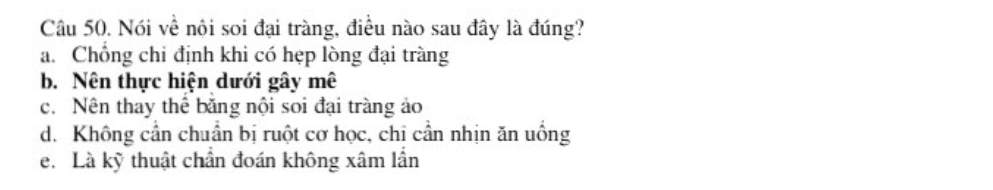 Câu 50. Nói về nội soi đại tràng, điều nào sau đây là đúng?
a. Chống chỉ định khi có hẹp lòng đại tràng
b. Nên thực hiện dưới gây mê
c. Nên thay thế bằng nội soi đại tràng ảo
d. Không cần chuẩn bị ruột cơ học, chỉ cần nhịn ăn uống
e. Là kỹ thuật chẩn đoán không xâm lấn